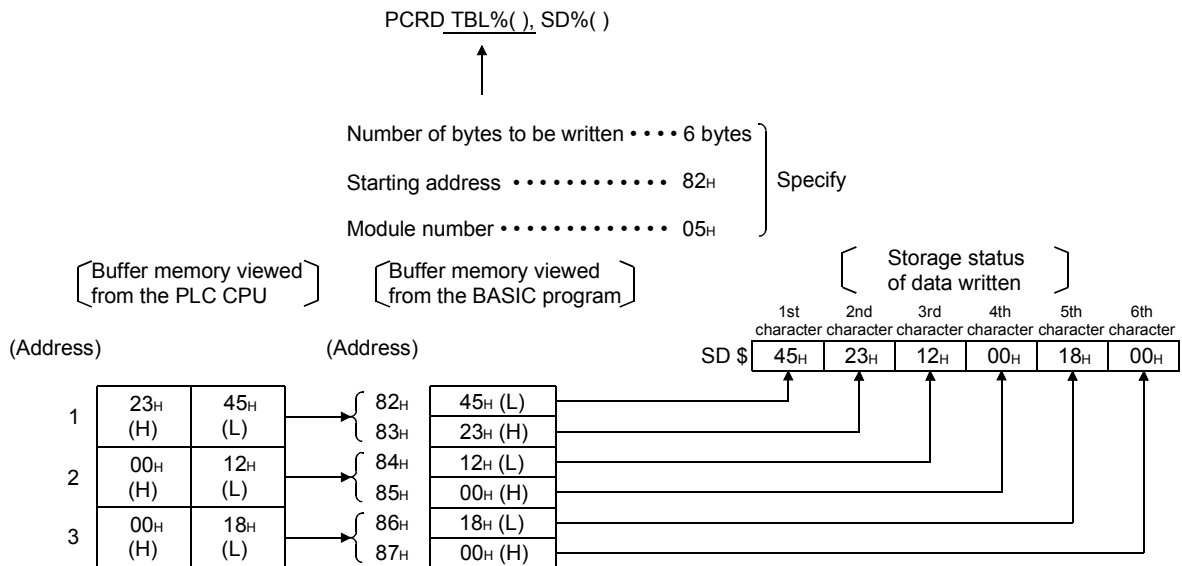 PCRD TBL%( ), SD%( )
Number of bytes to be written • • • • 6 bytes
Starting address • • • • • • • • • • • • 82H
Specify
Module number • • • • • • • • • • • • • 05H
Buffer memory viewed
from the PLC CPU
Buffer memory viewed
from the BASIC program
Storage status
of data written
1st 2nd 3rd 4th 5th 6th
character character character character character character
(Address) (Address)
SD $ 45H 23H 12H 00H 18H 00H
1 23H (H) 45H (L)
82H 45H (L)
83H 23H (H)
2 00H (H) 12H (L)
84H 12H (L)
85H 00H (H)
3 00H (H) 18H (L)
86H 18H (L)
87H 00H (H)